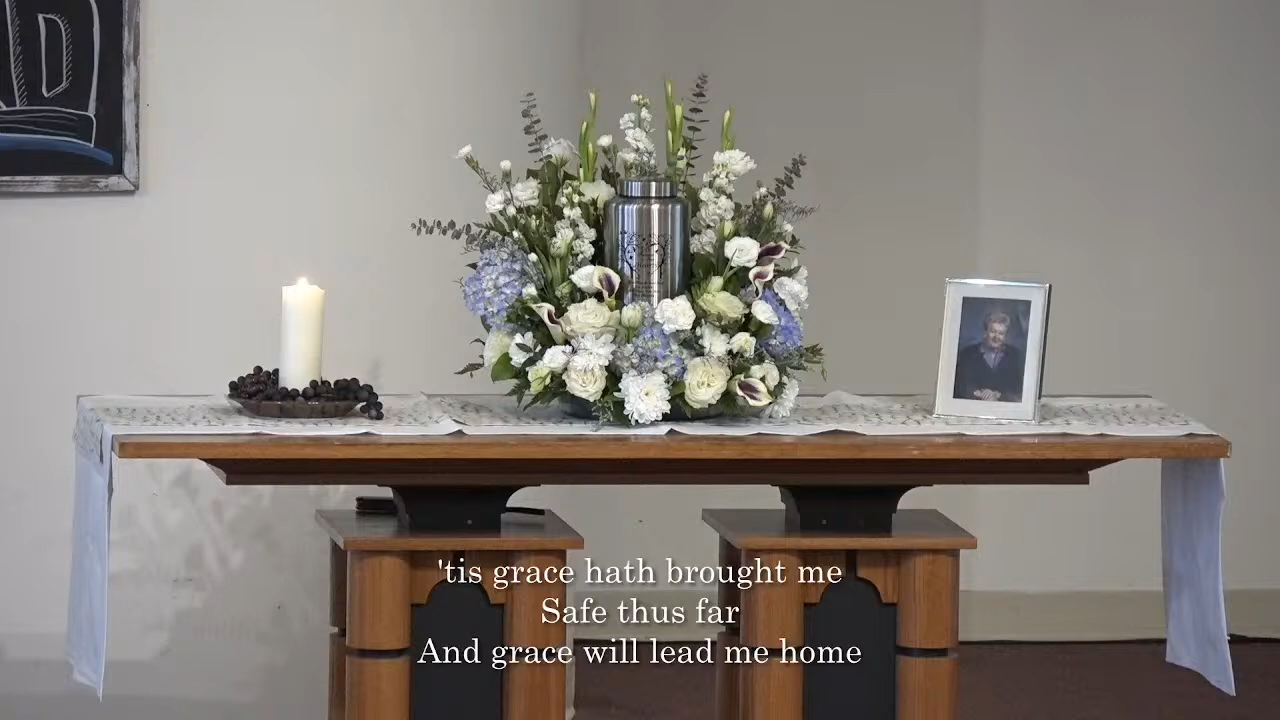 D
'tis grace hath brought me
Safe thus far
And grace will lead me home